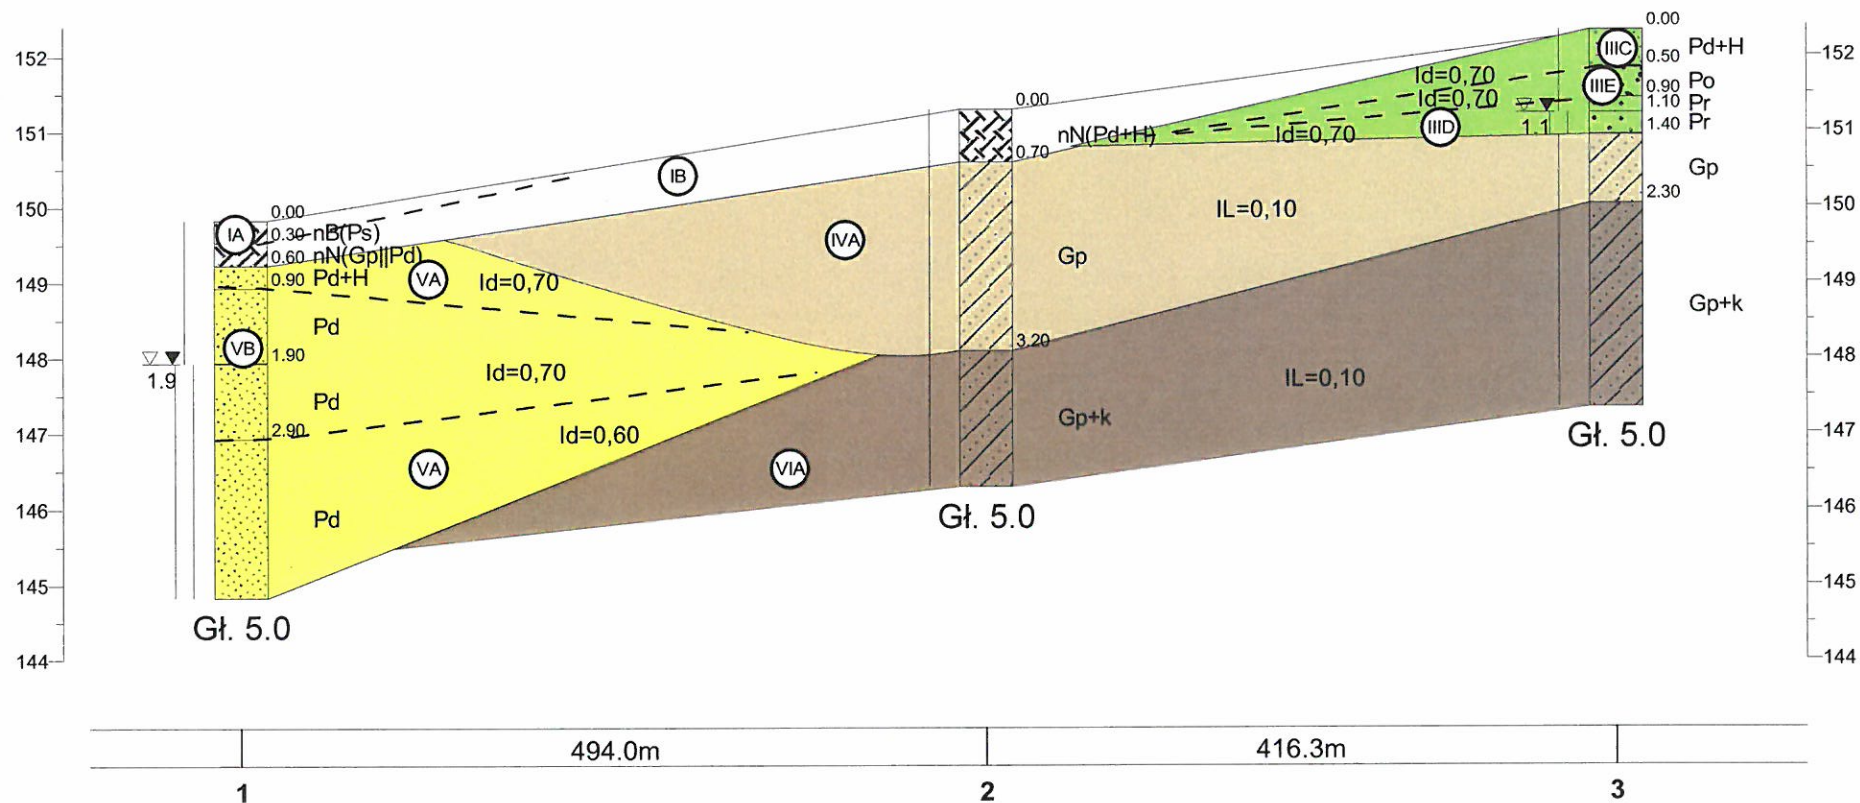 152
151
150
149
148
147
146
145
144
0.00
0.30 nB(Ps)
0.60 nN(Gp||Pd)
0.90 Pd+H
Pd
1.90
Pd
2.90
Pd
1.9
IA
VB
Gł. 5.0
IB
VA
Id=0,70
Id=0,70
Id=0,60
VA
IVA
VIA
0.00
nN(Pd+H)
0.70
Gp
3.20
Gp+k
Gł. 5.0
Id=0,70
Id=0,70
Id=0,70
IIID
1.1
IL=0,10
IL=0,10
IIIC
IIIE
0.00
Pd+H
0.50
Po
0.90
Pr
1.10
Pr
1.40
Gp
2.30
Gp+k
Gł. 5.0
152
151
150
149
148
147
146
145
144
494.0m 416.3m
1 2 3